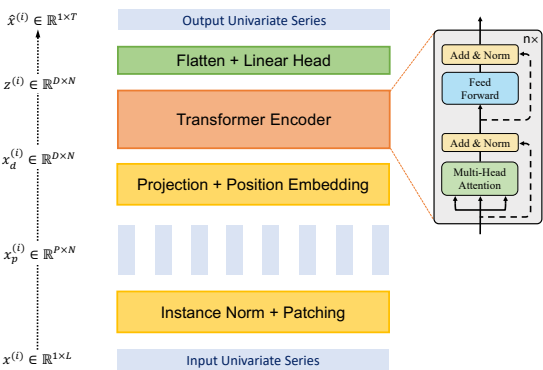 x̂^(i) ∈ ℝ^{1×T}
Output Univariate Series
Flatten + Linear Head
z^(i) ∈ ℝ^{D×N}
Transformer Encoder
x_d^(i) ∈ ℝ^{D×N}
Projection + Position Embedding
x_p^(i) ∈ ℝ^{P×N}
Instance Norm + Patching
x^(i) ∈ ℝ^{1×L}
Input Univariate Series
n×
Add & Norm
Feed
Forward
Add & Norm
Multi-Head
Attention